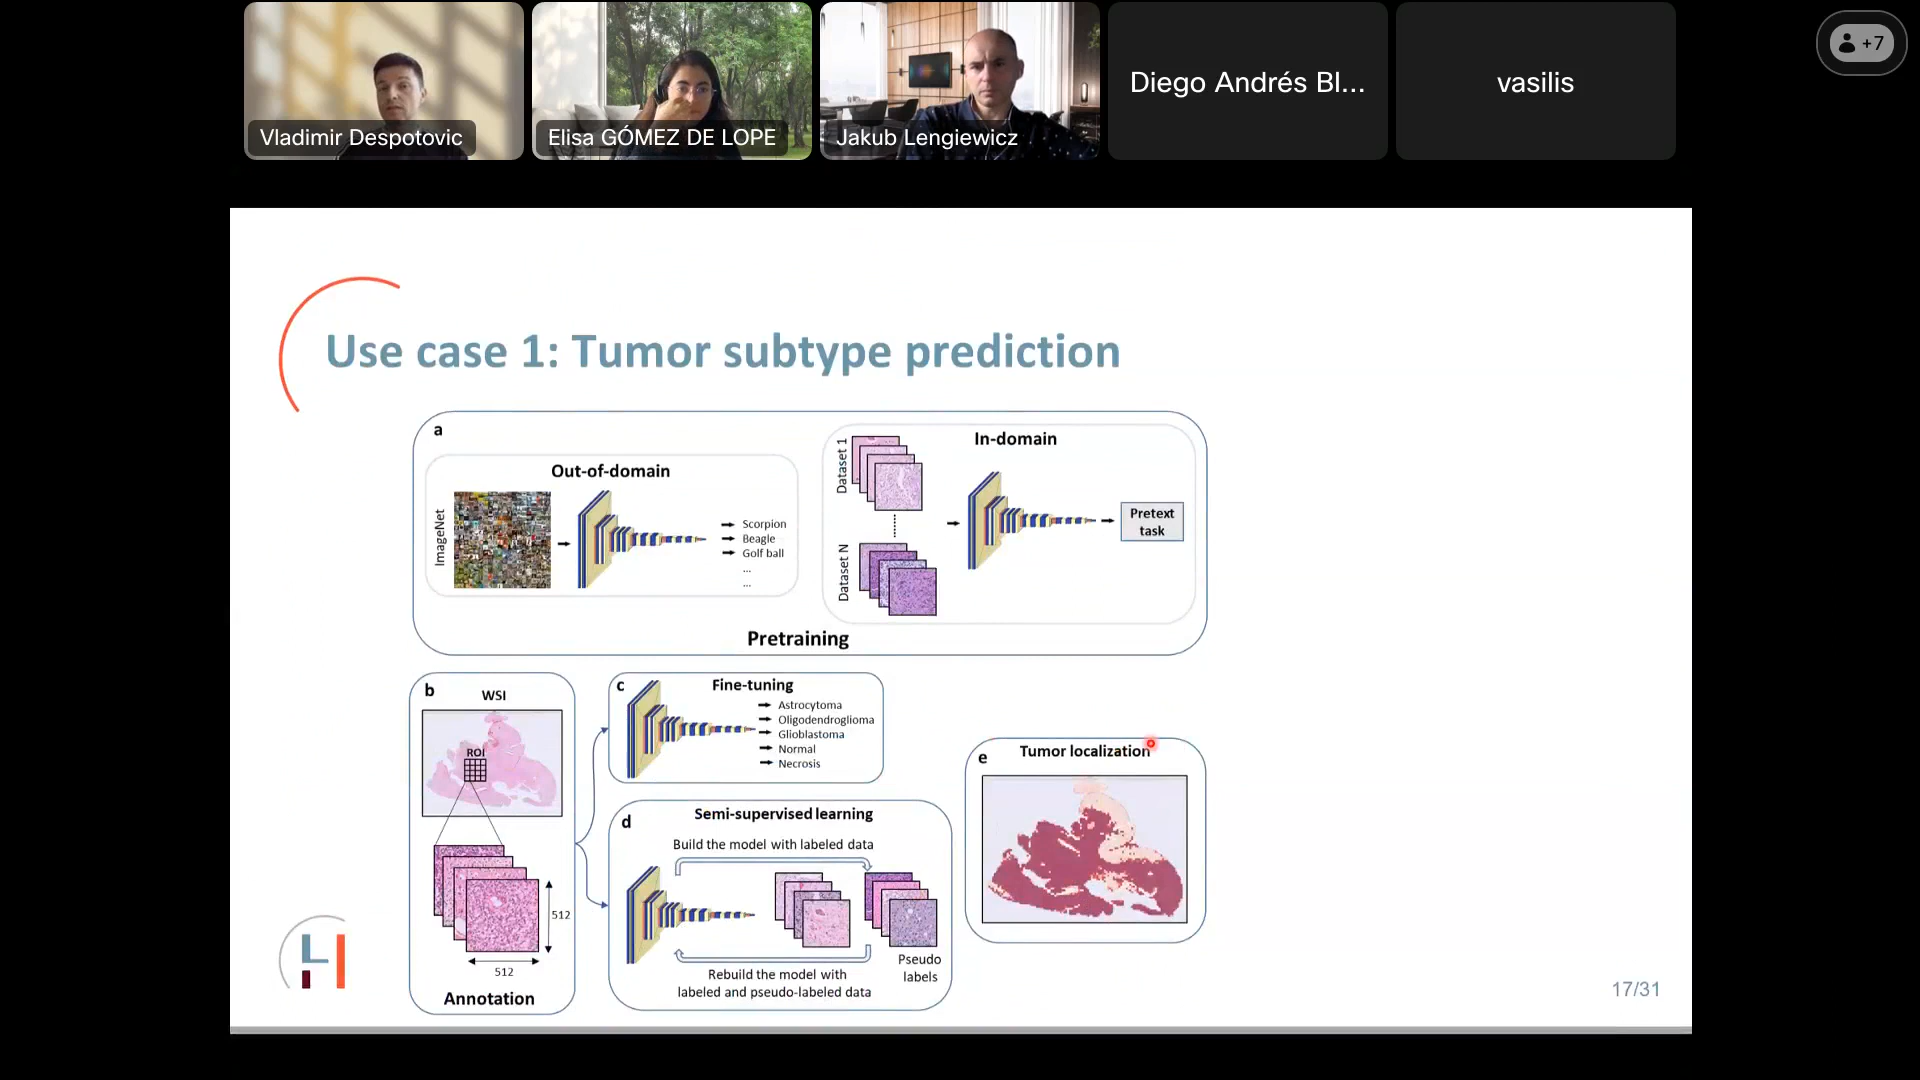 Vladimir Despotovic
Elisa GÓMEZ DE LOPE
Jakub Lengiewicz
Diego Andrés Bl...
vasilis
+7
Use case 1: Tumor subtype prediction
a
Out-of-domain
ImageNet
Scorpion
Beagle
Golf ball
...
...
In-domain
Dataset 1
Dataset N
Pretext
task
Pretraining
b
WSI
ROI
512
512
Annotation
c
Fine-tuning
Astrocytoma
Oligodendroglioma
Glioblastoma
Normal
Necrosis
d
Semi-supervised learning
Build the model with labeled data
Pseudo
labels
Rebuild the model with
labeled and pseudo-labeled data
e
Tumor localization
17/31